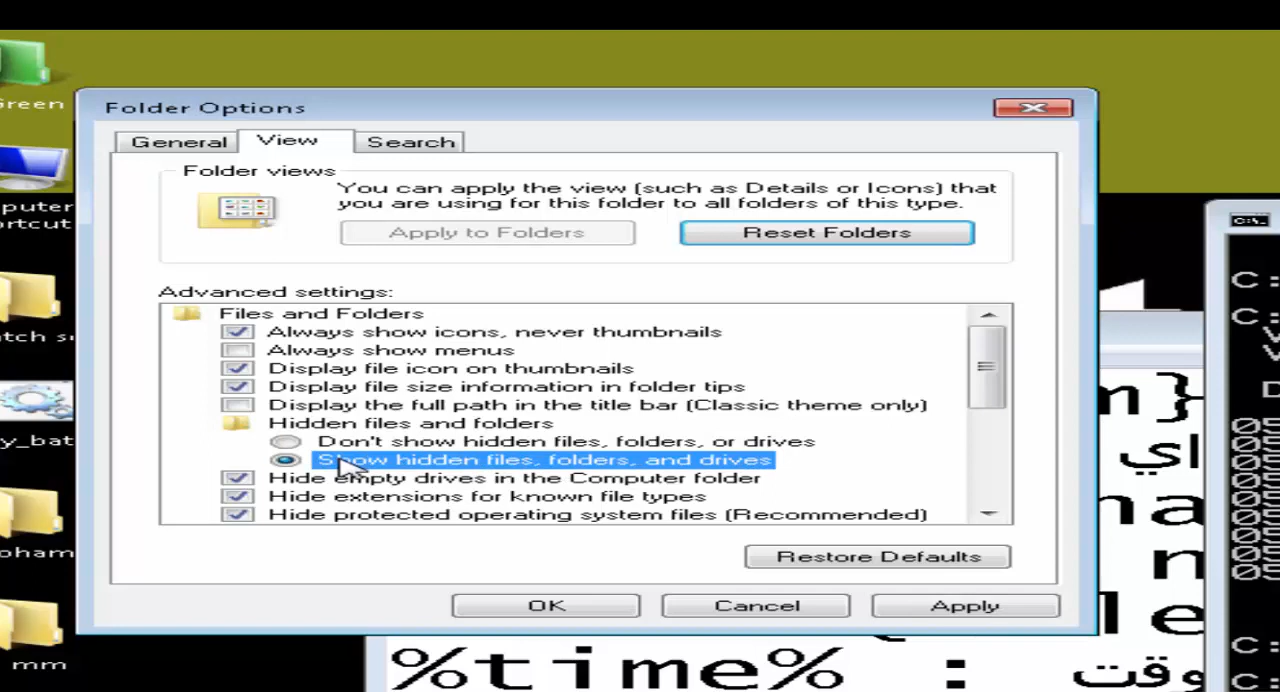 Green
Folder Options
General View Search
Folder views
You can apply the view (such as Details or Icons) that
you are using for this folder to all folders of this type.
Apply to Folders Reset Folders
Advanced settings:
Files and Folders
Always show icons, never thumbnails
Always show menus
Display file icon on thumbnails
Display file size information in folder tips
Display the full path in the title bar (Classic theme only)
Hidden files and folders
Don't show hidden files, folders, or drives
Show hidden files, folders, and drives
Hide empty drives in the Computer folder
Hide extensions for known file types
Hide protected operating system files (Recommended)
Restore Defaults
OK Cancel Apply
mm
C:\.
%time% : وقت